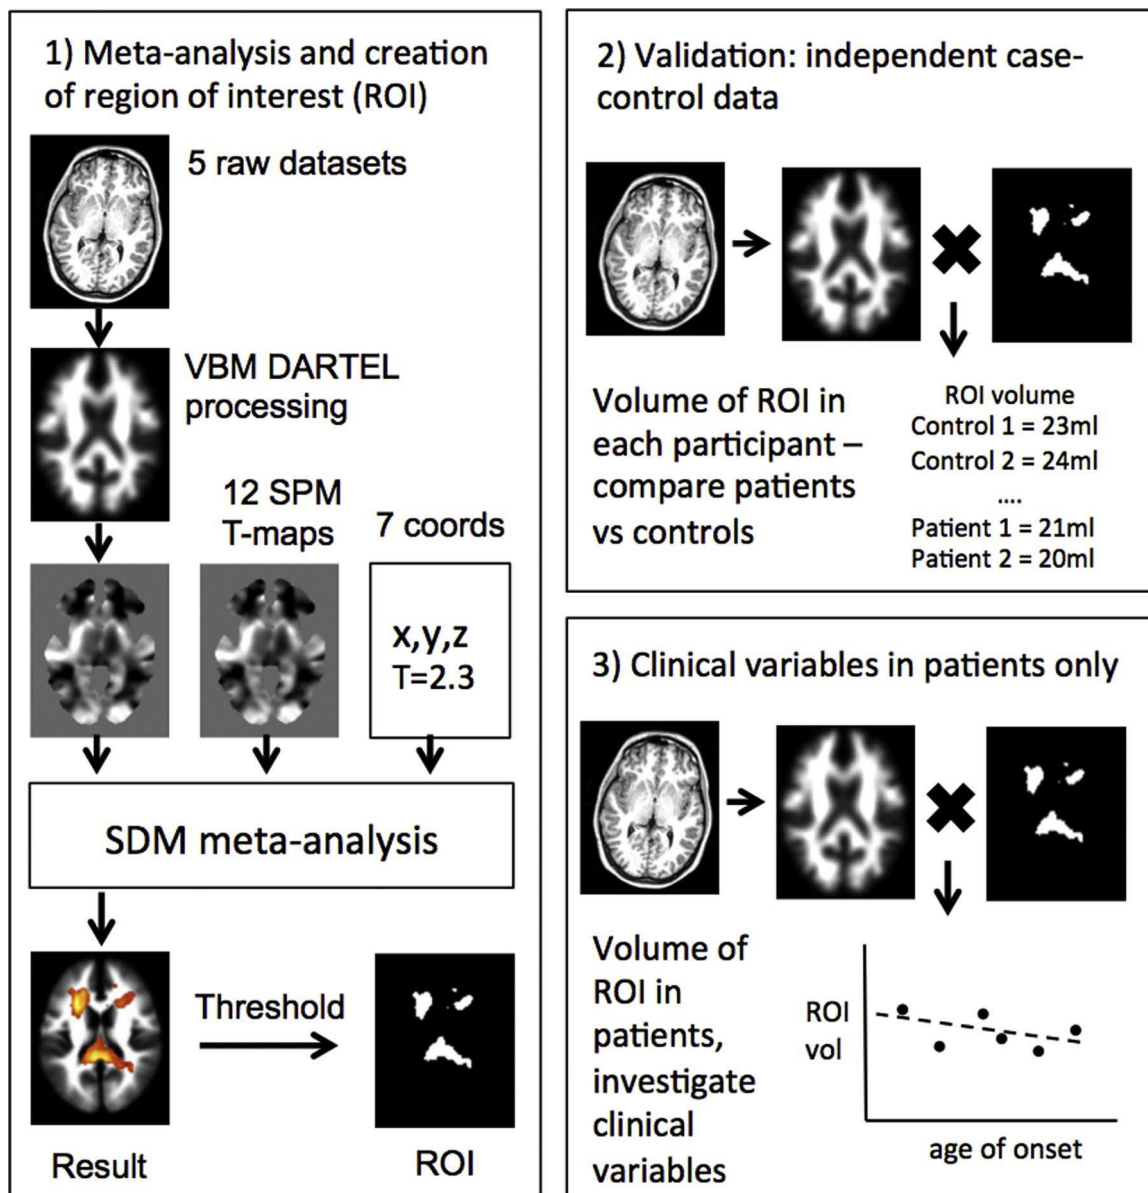 1) Meta-analysis and creation
of region of interest (ROI)
5 raw datasets
VBM DARTEL
processing
12 SPM
T-maps
7 coords
x,y,z
T=2.3
SDM meta-analysis
Threshold
Result
ROI
2) Validation: independent case-
control data
Volume of ROI in
each participant –
compare patients
vs controls
ROI volume
Control 1 = 23ml
Control 2 = 24ml
....
Patient 1 = 21ml
Patient 2 = 20ml
3) Clinical variables in patients only
Volume of
ROI in
patients,
investigate
clinical
variables
ROI
vol
age of onset